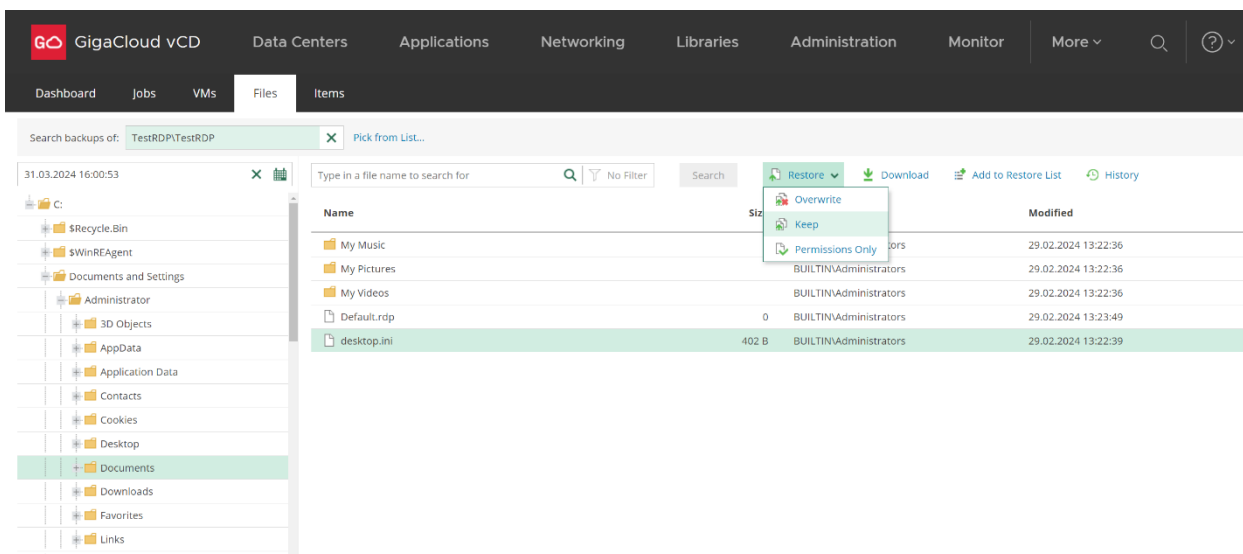 GigaCloud vCD Data Centers Applications Networking Libraries Administration Monitor More
Dashboard Jobs VMs Files Items
Search backups of: TestRDP\TestRDP Pick from List...
31.03.2024 16:00:53 Type in a file name to search for No Filter Search Restore Download Add to Restore List History
Overwrite
Keep
Permissions Only
C:
$Recycle.Bin
$WinREAgent
Documents and Settings
Administrator
3D Objects
AppData
Application Data
Contacts
Cookies
Desktop
Documents
Downloads
Favorites
Links
Name Modified
My Music 29.02.2024 13:22:36
My Pictures BUILTIN\Administrators 29.02.2024 13:22:36
My Videos BUILTIN\Administrators 29.02.2024 13:22:36
Default.rdp 0 BUILTIN\Administrators 29.02.2024 13:23:49
desktop.ini 402 B BUILTIN\Administrators 29.02.2024 13:22:39